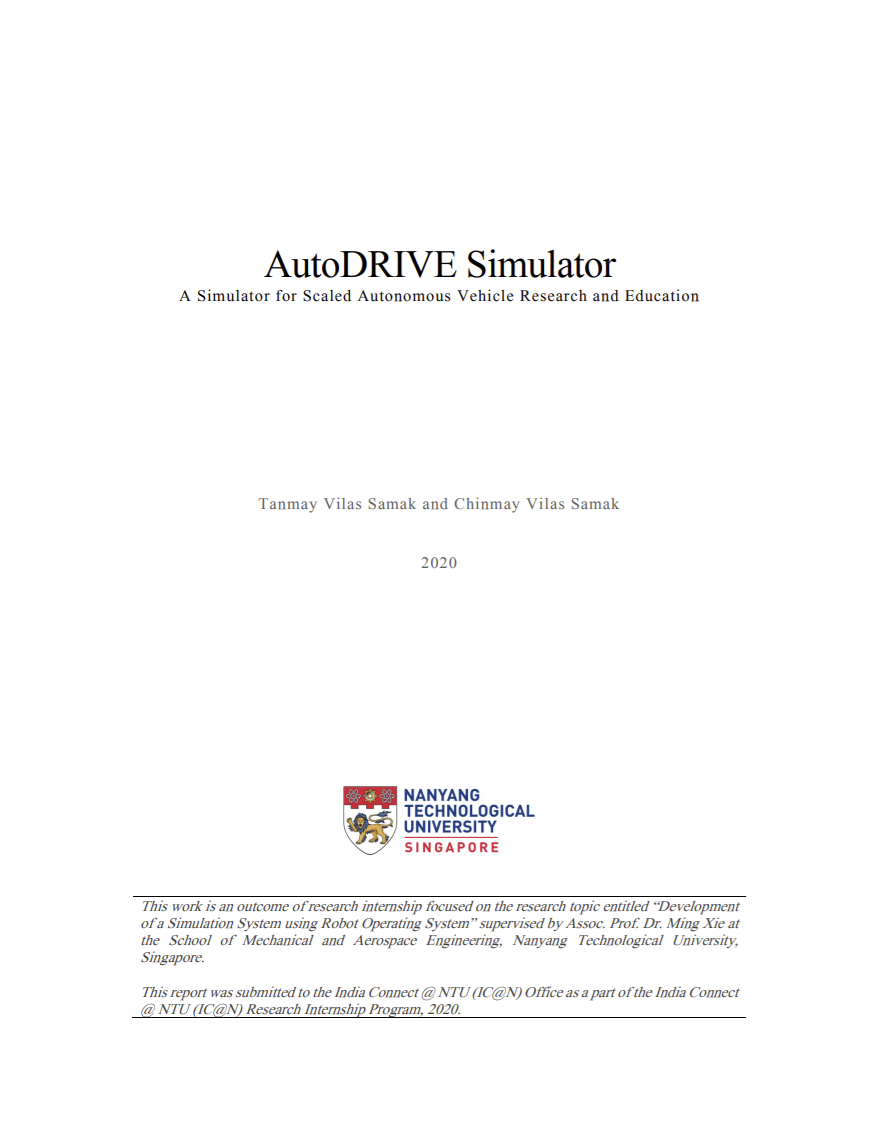 AutoDRIVE Simulator
A Simulator for Scaled Autonomous Vehicle Research and Education
Tanmay Vilas Samak and Chinmay Vilas Samak
2020
NANYANG
TECHNOLOGICAL
UNIVERSITY
SINGAPORE
This work is an outcome of research internship focused on the research topic entitled “Development
of a Simulation System using Robot Operating System” supervised by Assoc. Prof. Dr. Ming Xie at
the School of Mechanical and Aerospace Engineering, Nanyang Technological University,
Singapore.
This report was submitted to the India Connect @ NTU (IC@N) Office as a part of the India Connect
@ NTU (IC@N) Research Internship Program, 2020.